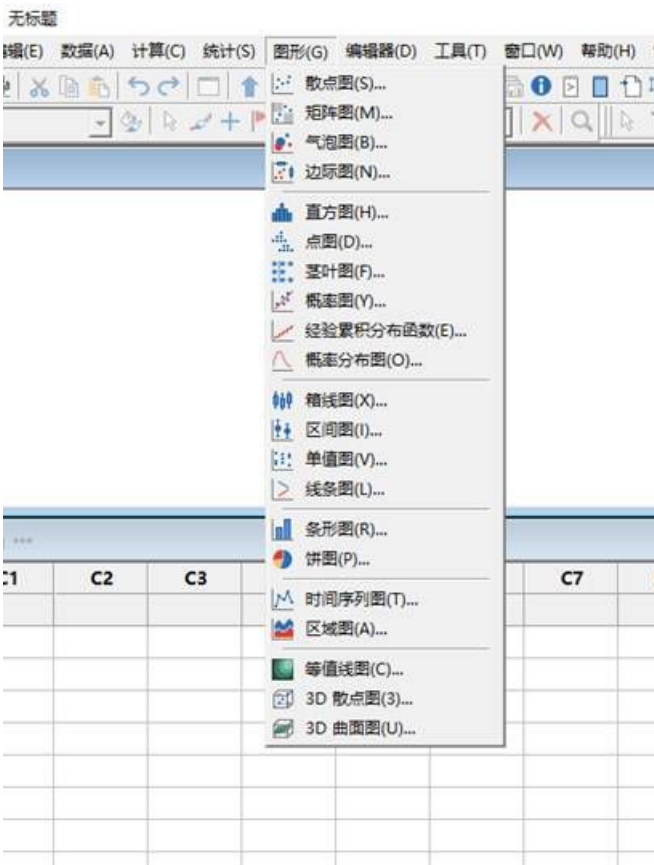 无标题
编辑(E) 数据(A) 计算(C) 统计(S) 图形(G) 编辑器(D) 工具(T) 窗口(W) 帮助(H)
散点图(S)...
矩阵图(M)...
气泡图(B)...
边际图(N)...
直方图(H)...
点图(D)...
茎叶图(F)...
概率图(Y)...
经验累积分布函数(E)...
概率分布图(O)...
箱线图(X)...
区间图(I)...
单值图(V)...
线条图(L)...
条形图(R)...
饼图(P)...
时间序列图(T)...
区域图(A)...
等值线图(C)...
3D 散点图(3)...
3D 曲面图(U)...
C1 C2 C3 C7